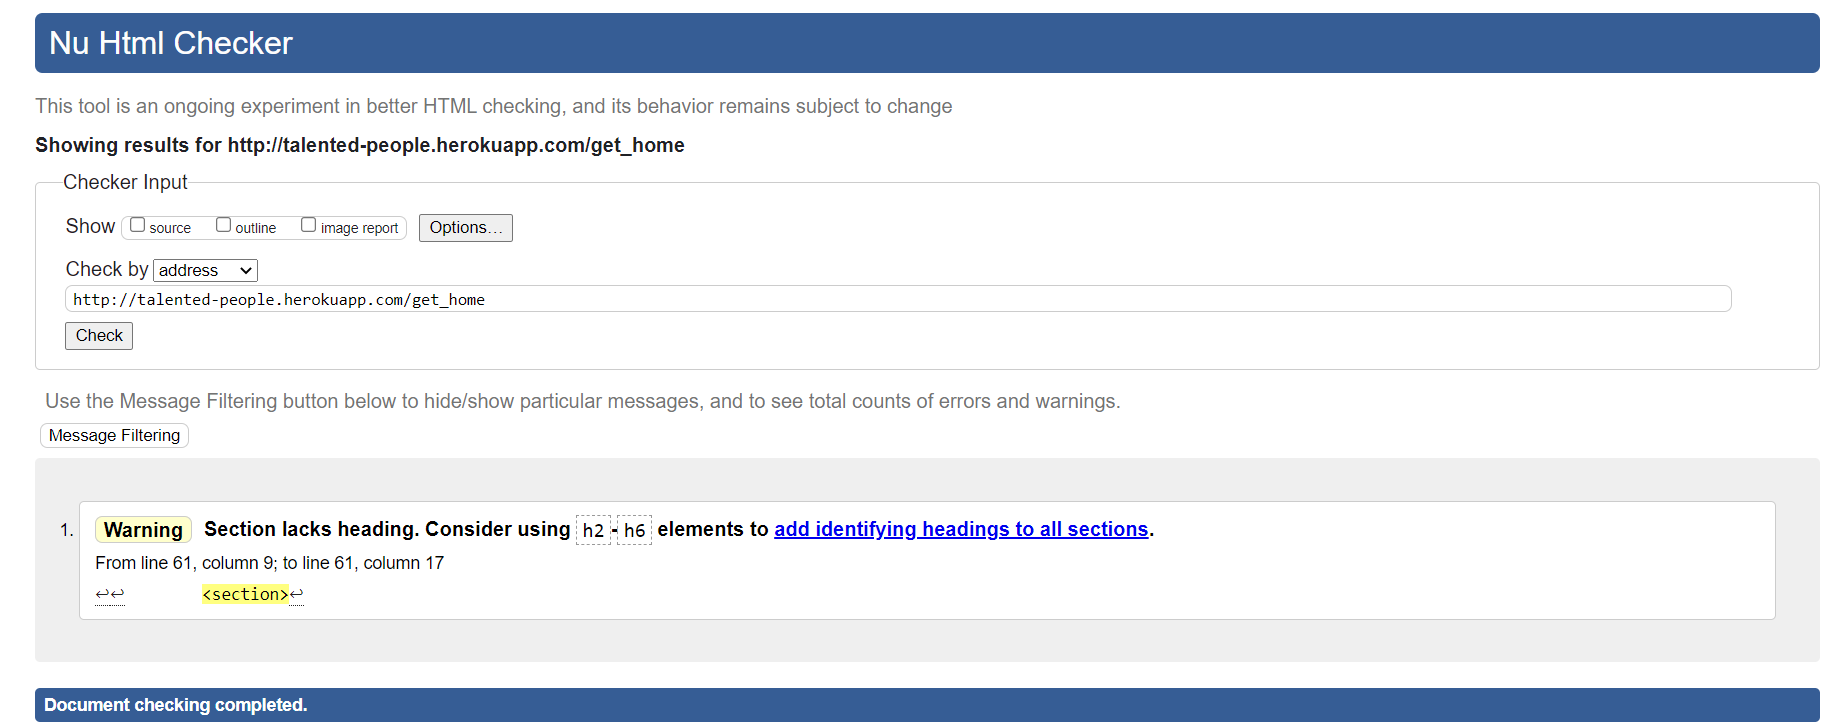 Nu Html Checker
This tool is an ongoing experiment in better HTML checking, and its behavior remains subject to change
Showing results for http://talented-people.herokuapp.com/get_home
Checker Input
Show source outline image report Options...
Check by address
http://talented-people.herokuapp.com/get_home
Check
Use the Message Filtering button below to hide/show particular messages, and to see total counts of errors and warnings.
Message Filtering
1. Warning Section lacks heading. Consider using h2-h6 elements to add identifying headings to all sections.
From line 61, column 9; to line 61, column 17
↩↩ <section>↩
Document checking completed.